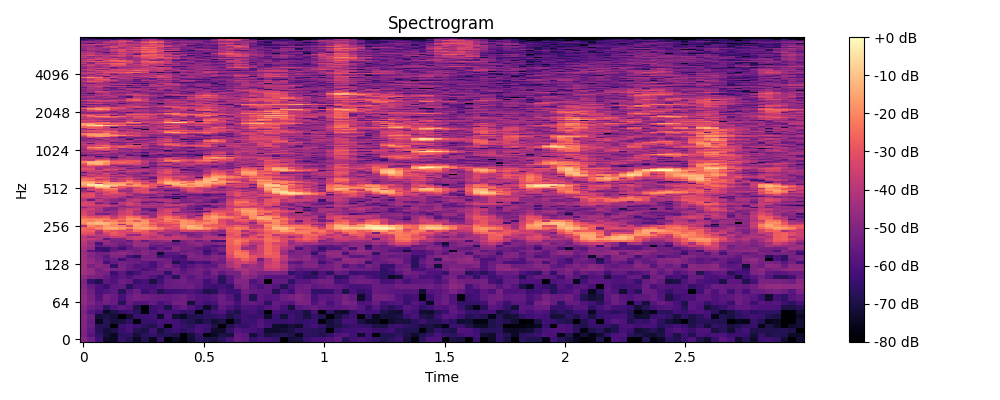 Spectrogram
Hz
4096
2048
1024
512
256
128
64
0
0
0.5
1
1.5
2
2.5
Time
+0 dB
-10 dB
-20 dB
-30 dB
-40 dB
-50 dB
-60 dB
-70 dB
-80 dB